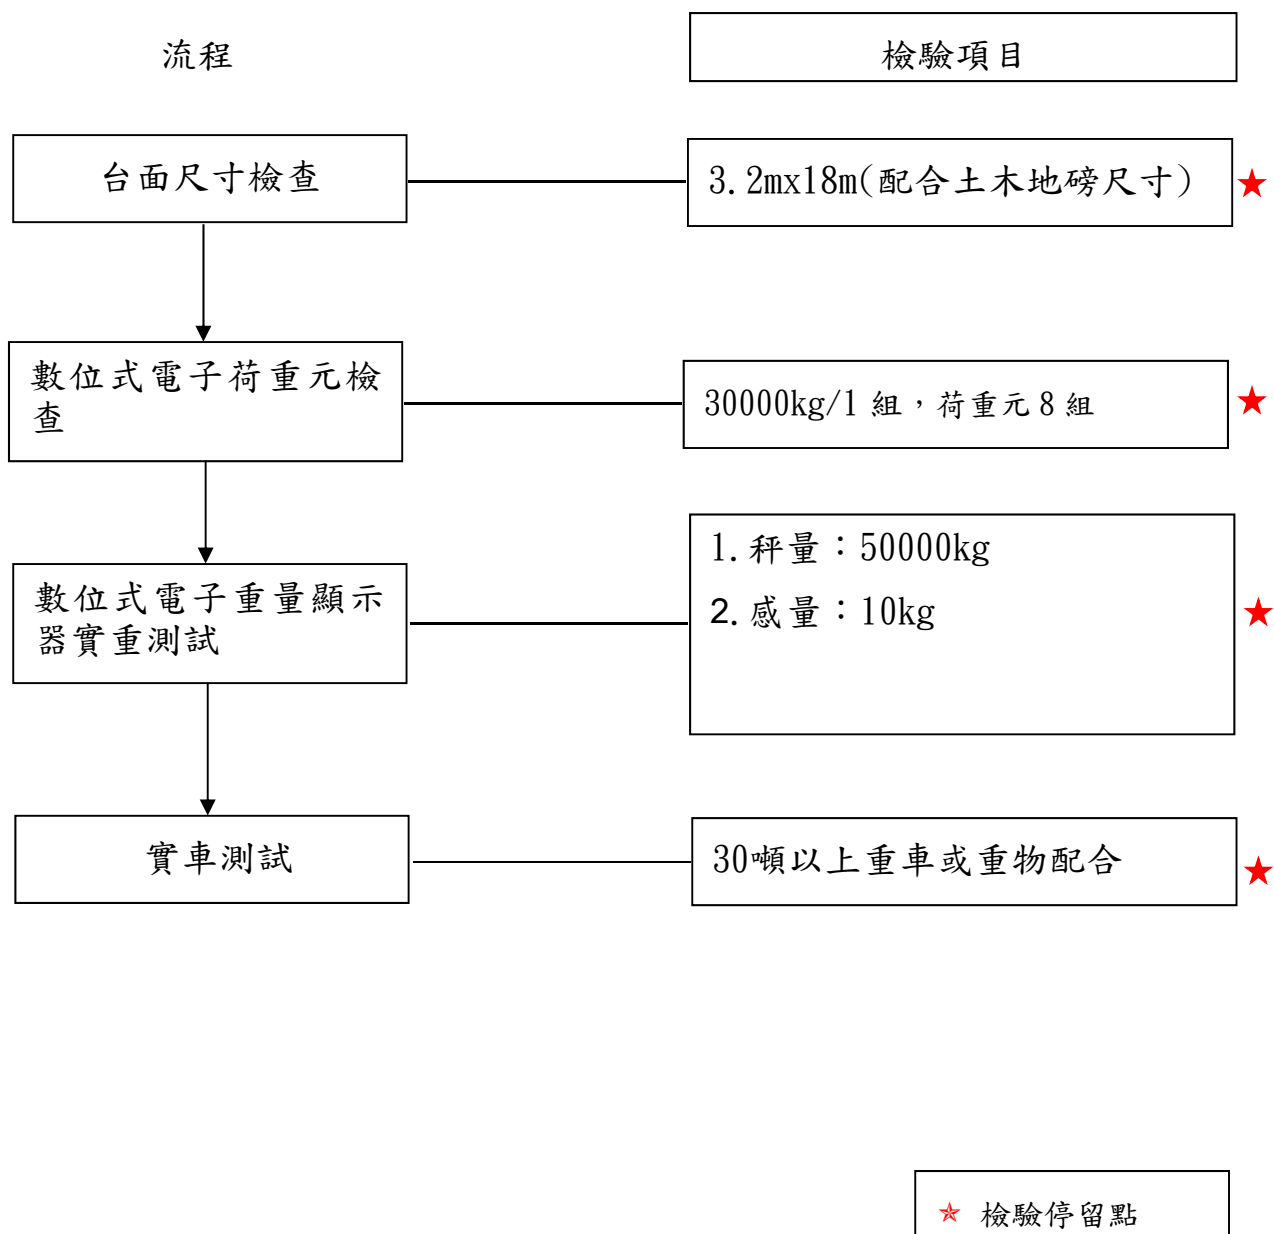 流程
檢驗項目
台面尺寸檢查
3.2mx18m(配合土木地磅尺寸)
數位式電子荷重元檢
查
30000kg/1 組，荷重元 8 組
數位式電子重量顯示
器實重測試
1.秤量：50000kg
2.感量：10kg
實車測試
30噸以上重車或重物配合
檢驗停留點